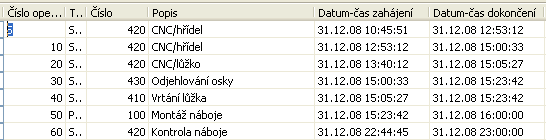 Číslo ope... T... Číslo Popis Datum-čas zahájení Datum-čas dokončení
5 S... 420 CNC/hřídel 31.12.08 10:45:51 31.12.08 12:53:12
10 S... 420 CNC/hřídel 31.12.08 12:53:12 31.12.08 15:00:33
20 S... 420 CNC/lůžko 31.12.08 13:40:12 31.12.08 15:05:27
30 S... 430 Odjehlování osky 31.12.08 15:00:33 31.12.08 15:23:42
40 S... 410 Vrtání lůžka 31.12.08 15:05:27 31.12.08 15:23:42
50 P... 100 Montáž náboje 31.12.08 15:23:42 31.12.08 16:00:00
60 S... 420 Kontrola náboje 31.12.08 22:44:45 31.12.08 23:00:00